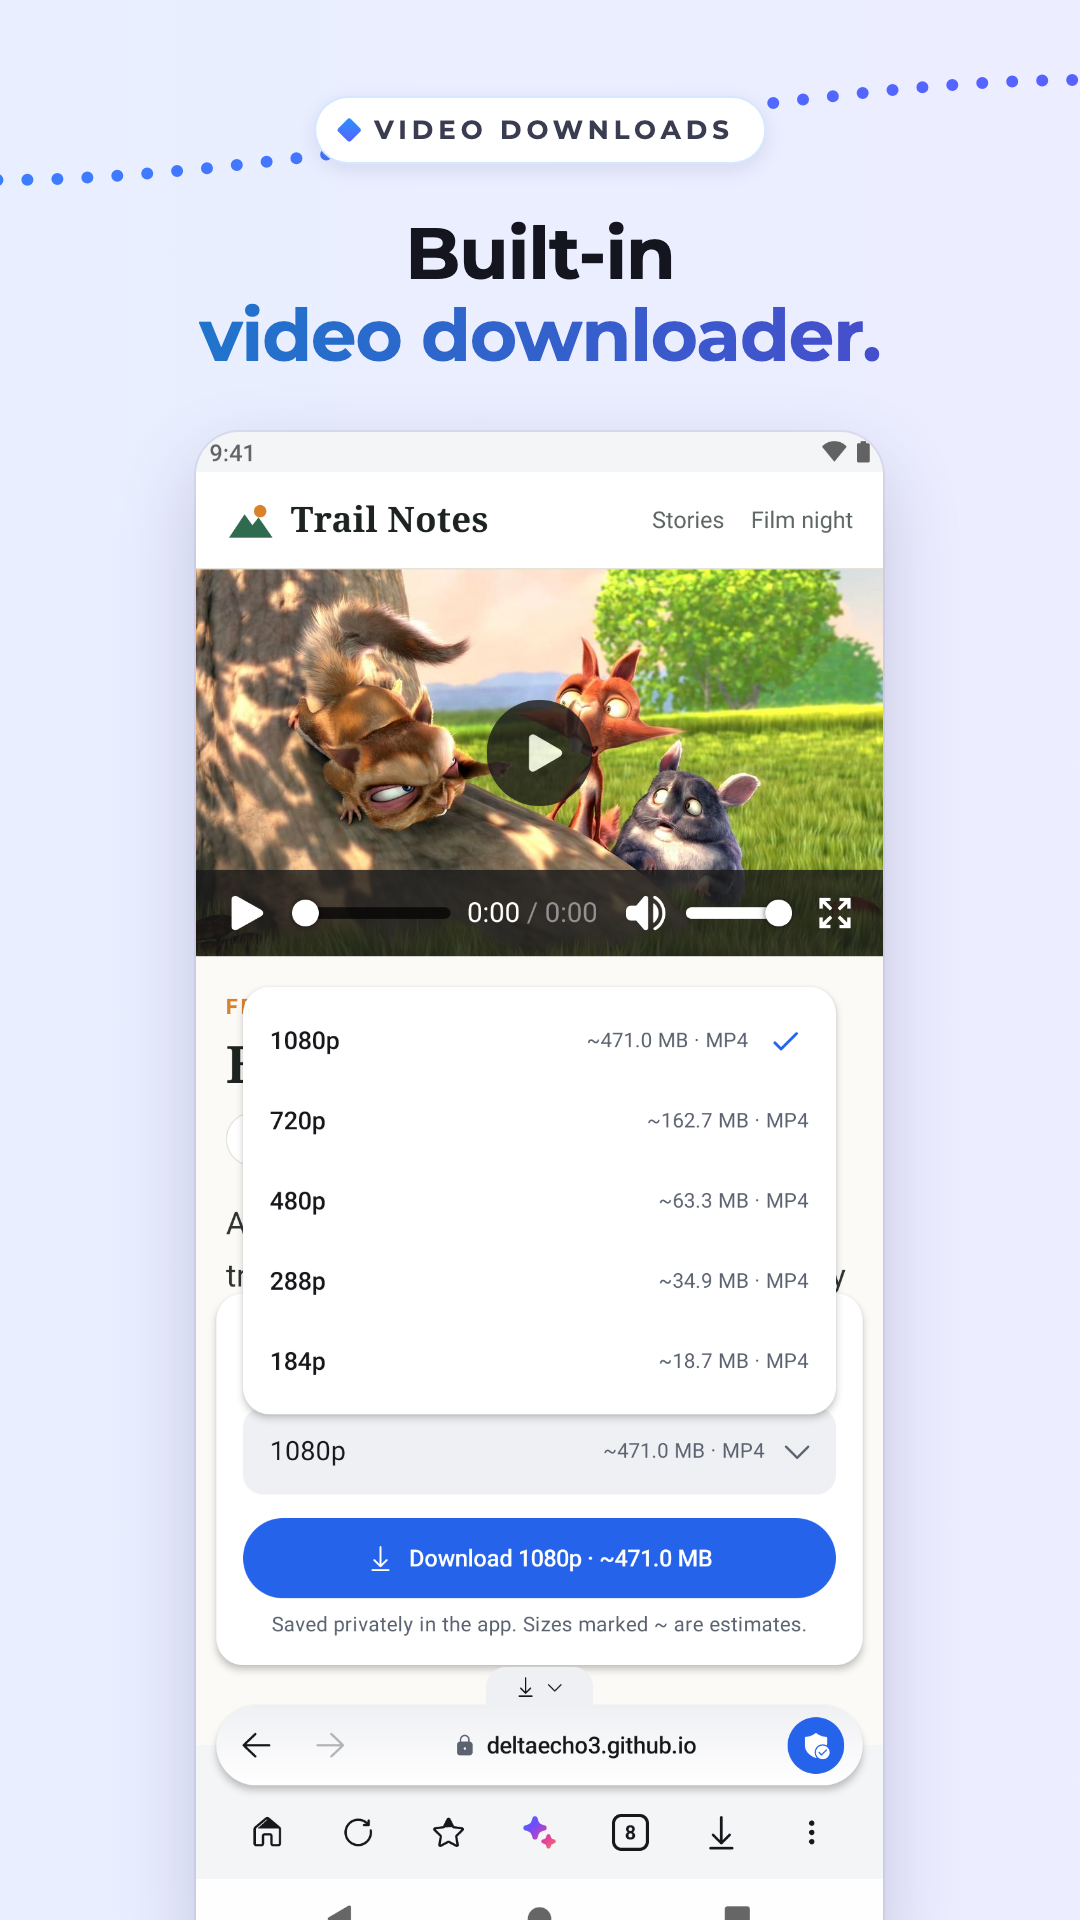 VIDEO DOWNLOADS
Built-in
video downloader.
9:41
Trail Notes
Stories
Film night
0:00 / 0:00
1080p
~471.0 MB · MP4
720p
~162.7 MB · MP4
480p
~63.3 MB · MP4
288p
~34.9 MB · MP4
184p
~18.7 MB · MP4
1080p
~471.0 MB · MP4
Download 1080p · ~471.0 MB
Saved privately in the app. Sizes marked ~ are estimates.
deltaecho3.github.io
8